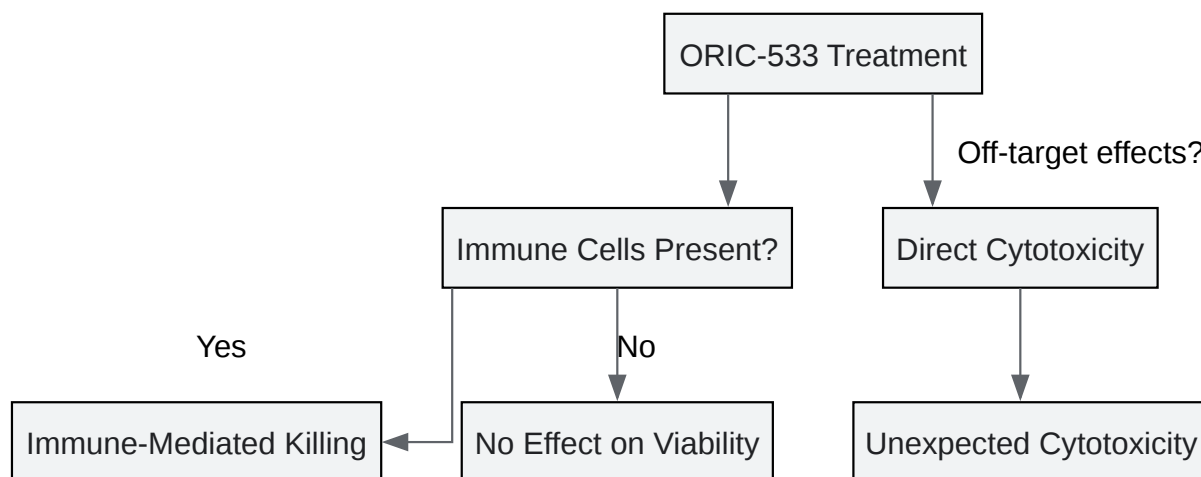 ORIC-533 Treatment
Off-target effects?
Immune Cells Present?
Direct Cytotoxicity
Yes
No
Immune-Mediated Killing
No Effect on Viability
Unexpected Cytotoxicity